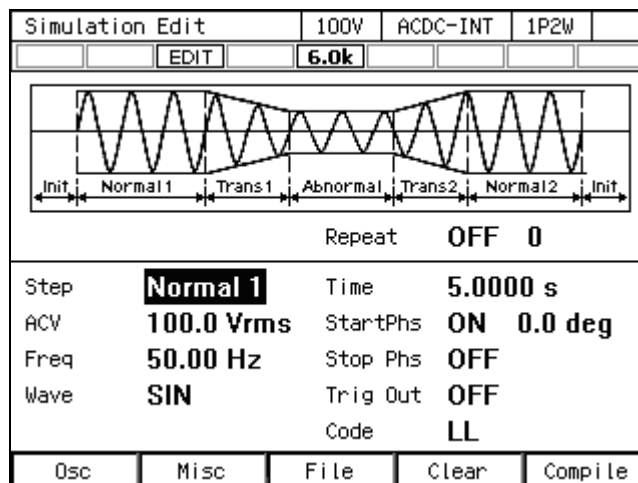 Simulation Edit 100V ACDC-INT 1P2W
EDIT 6.0k
Init Normal1 Trans1 Abnormal Trans2 Normal2 Init
Repeat OFF 0
Step Normal 1 Time 5.0000 s
ACV 100.0 Vrms StartPhs ON 0.0 deg
Freq 50.00 Hz Stop Phs OFF
Wave SIN Trig Out OFF
Code LL
Osc Misc File Clear Compile